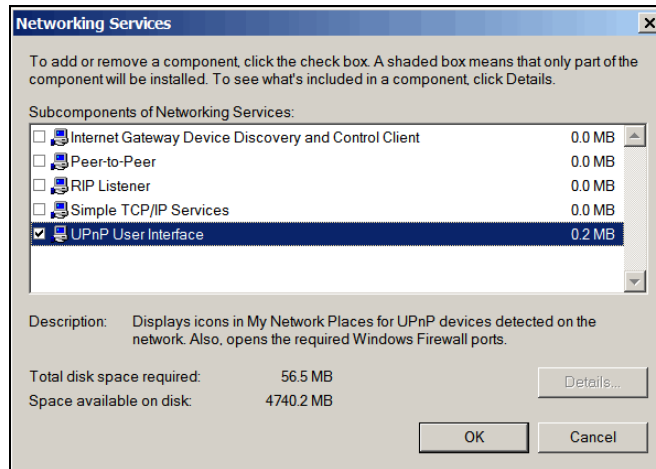 Networking Services
To add or remove a component, click the check box. A shaded box means that only part of the
component will be installed. To see what's included in a component, click Details.
Subcomponents of Networking Services:
Internet Gateway Device Discovery and Control Client 0.0 MB
Peer-to-Peer 0.0 MB
RIP Listener 0.0 MB
Simple TCP/IP Services 0.0 MB
UPnP User Interface 0.2 MB
Description: Displays icons in My Network Places for UPnP devices detected on the
network. Also, opens the required Windows Firewall ports.
Total disk space required: 56.5 MB
Space available on disk: 4740.2 MB
Details...
OK Cancel